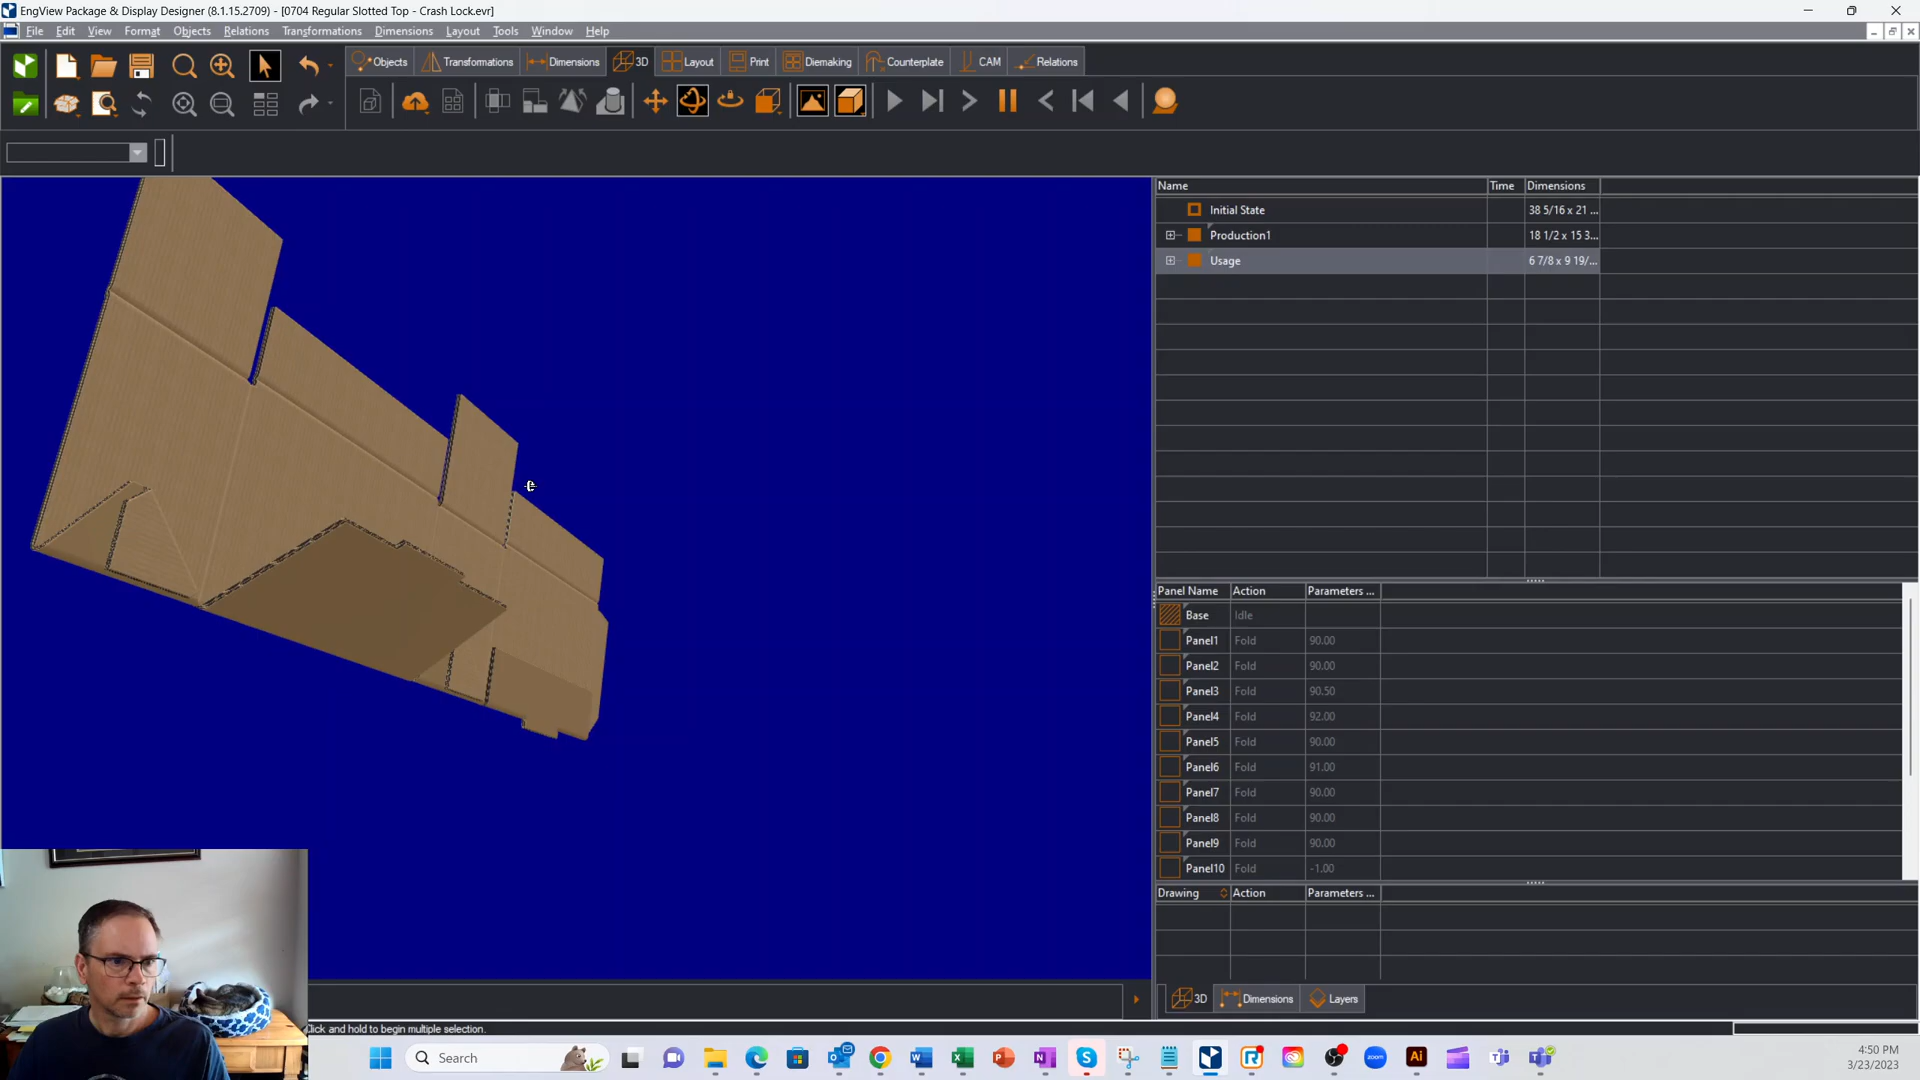 EngView Package & Display Designer (8.1.15.2709) - [0704 Regular Slotted Top - Crash Lock.evr]
File Edit View Format Objects Relations Transformations Dimensions Layout Tools Window Help
Objects Transformations Dimensions 3D Layout Print Diemaking Counterplate CAM Relations
Name Time Dimensions
Initial State 38 5/16 x 21 ...
Production1 18 1/2 x 15 3...
Usage 6 7/8 x 9 19/...
Panel Name Action Parameters ...
Base Idle
Panel1 Fold 90.00
Panel2 Fold 90.00
Panel3 Fold 90.50
Panel4 Fold 92.00
Panel5 Fold 90.00
Panel6 Fold 91.00
Panel7 Fold 90.00
Panel8 Fold 90.00
Panel9 Fold 90.00
Panel10 Fold -1.00
Drawing Action Parameters ...
3D Dimensions Layers
Click and hold to begin multiple selection.
Search
zoom
4:50 PM
3/23/2023